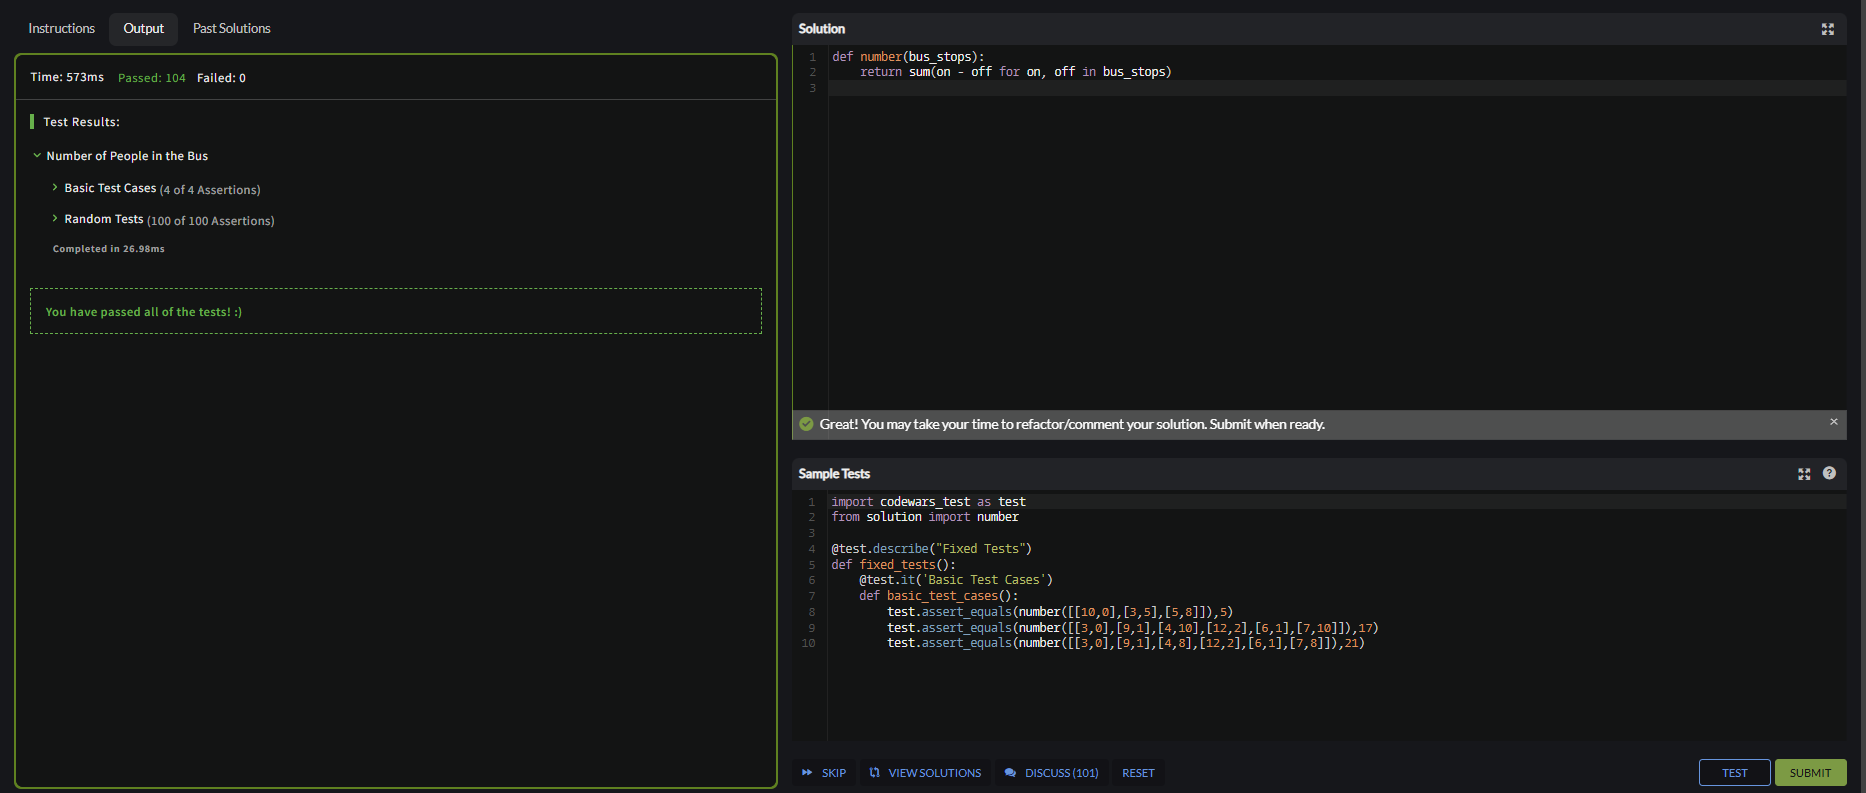 Instructions
Output
Past Solutions
Time: 573ms Passed: 104 Failed: 0
Test Results:
Number of People in the Bus
Basic Test Cases (4 of 4 Assertions)
Random Tests (100 of 100 Assertions)
Completed in 26.98ms
You have passed all of the tests! :)
Solution
1 def number(bus_stops):
2     return sum(on - off for on, off in bus_stops)
3
Great! You may take your time to refactor/comment your solution. Submit when ready.
Sample Tests
1 import codewars_test as test
2 from solution import number
3
4 @test.describe("Fixed Tests")
5 def fixed_tests():
6     @test.it('Basic Test Cases')
7     def basic_test_cases():
8         test.assert_equals(number([[10,0],[3,5],[5,8]]),5)
9         test.assert_equals(number([[3,0],[9,1],[4,10],[12,2],[6,1],[7,10]]),17)
10         test.assert_equals(number([[3,0],[9,1],[4,8],[12,2],[6,1],[7,8]]),21)
SKIP
VIEW SOLUTIONS
DISCUSS (101)
RESET
TEST
SUBMIT